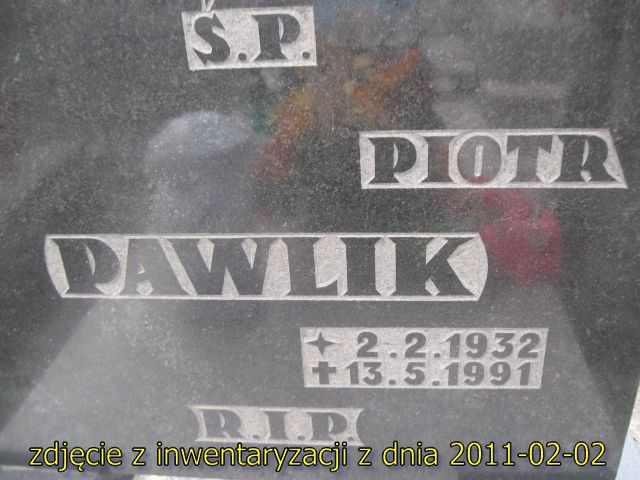 Ś.P.
PIOTR
PAWLIK
2.2.1932
✝13.5.1991
R.I.P.
zdjęcie z inwentaryzacji z dnia 2011-02-02